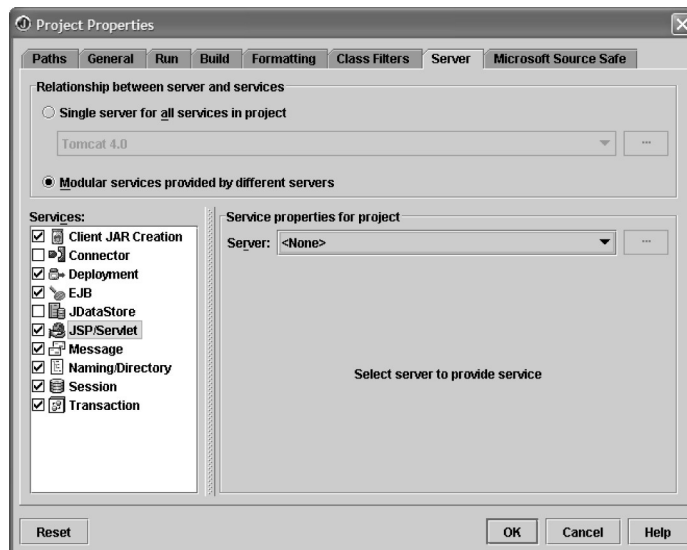 Project Properties
Paths General Run Build Formatting Class Filters Server Microsoft Source Safe
Relationship between server and services
Single server for all services in project
Tomcat 4.0 ...
Modular services provided by different servers
Services: Service properties for project
Client JAR Creation Server: <None> ...
Connector
Deployment
EJB
JDataStore
JSP/Servlet
Message
Naming/Directory Select server to provide service
Session
Transaction
Reset OK Cancel Help